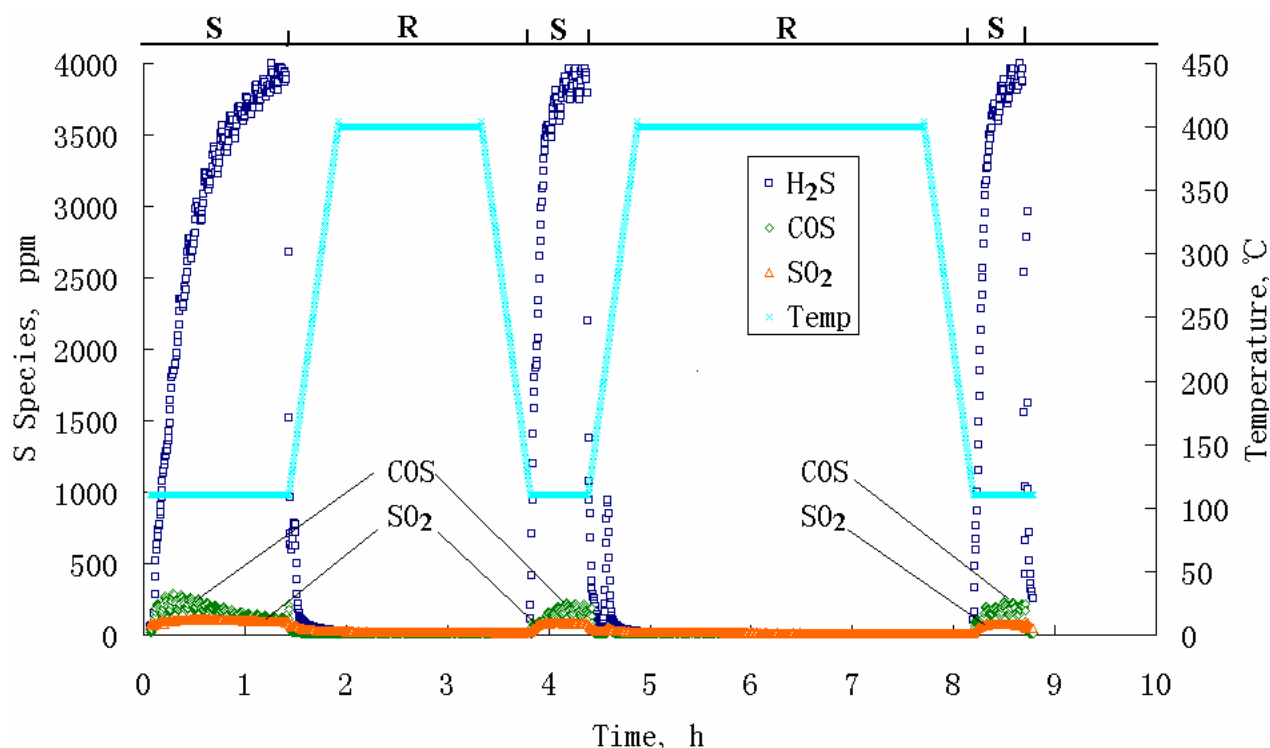 S R S R S
4000 450
3500 400
3000 350
2500 300
2000 250
1500 200
1000 150
500 100
0 50
0
S Species, ppm
Temperature, ℃
H₂S
COS
SO₂
Temp
COS
SO₂
COS
SO₂
0 1 2 3 4 5 6 7 8 9 10
Time, h